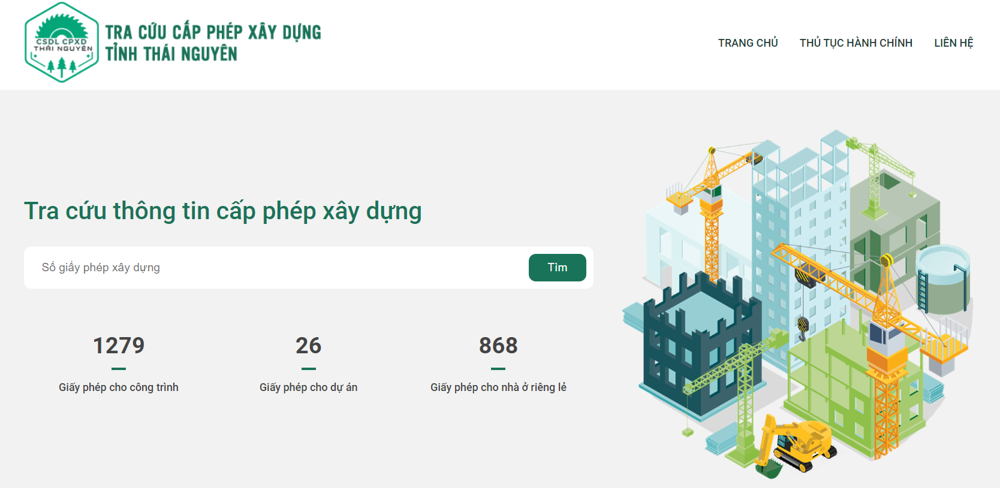 CSDL CPXD
THÁI NGUYÊN
TRA CỨU CẤP PHÉP XÂY DỰNG
TỈNH THÁI NGUYÊN
TRANG CHỦ
THỦ TỤC HÀNH CHÍNH
LIÊN HỆ
Tra cứu thông tin cấp phép xây dựng
Số giấy phép xây dựng
Tìm
1279
Giấy phép cho công trình
26
Giấy phép cho dự án
868
Giấy phép cho nhà ở riêng lẻ